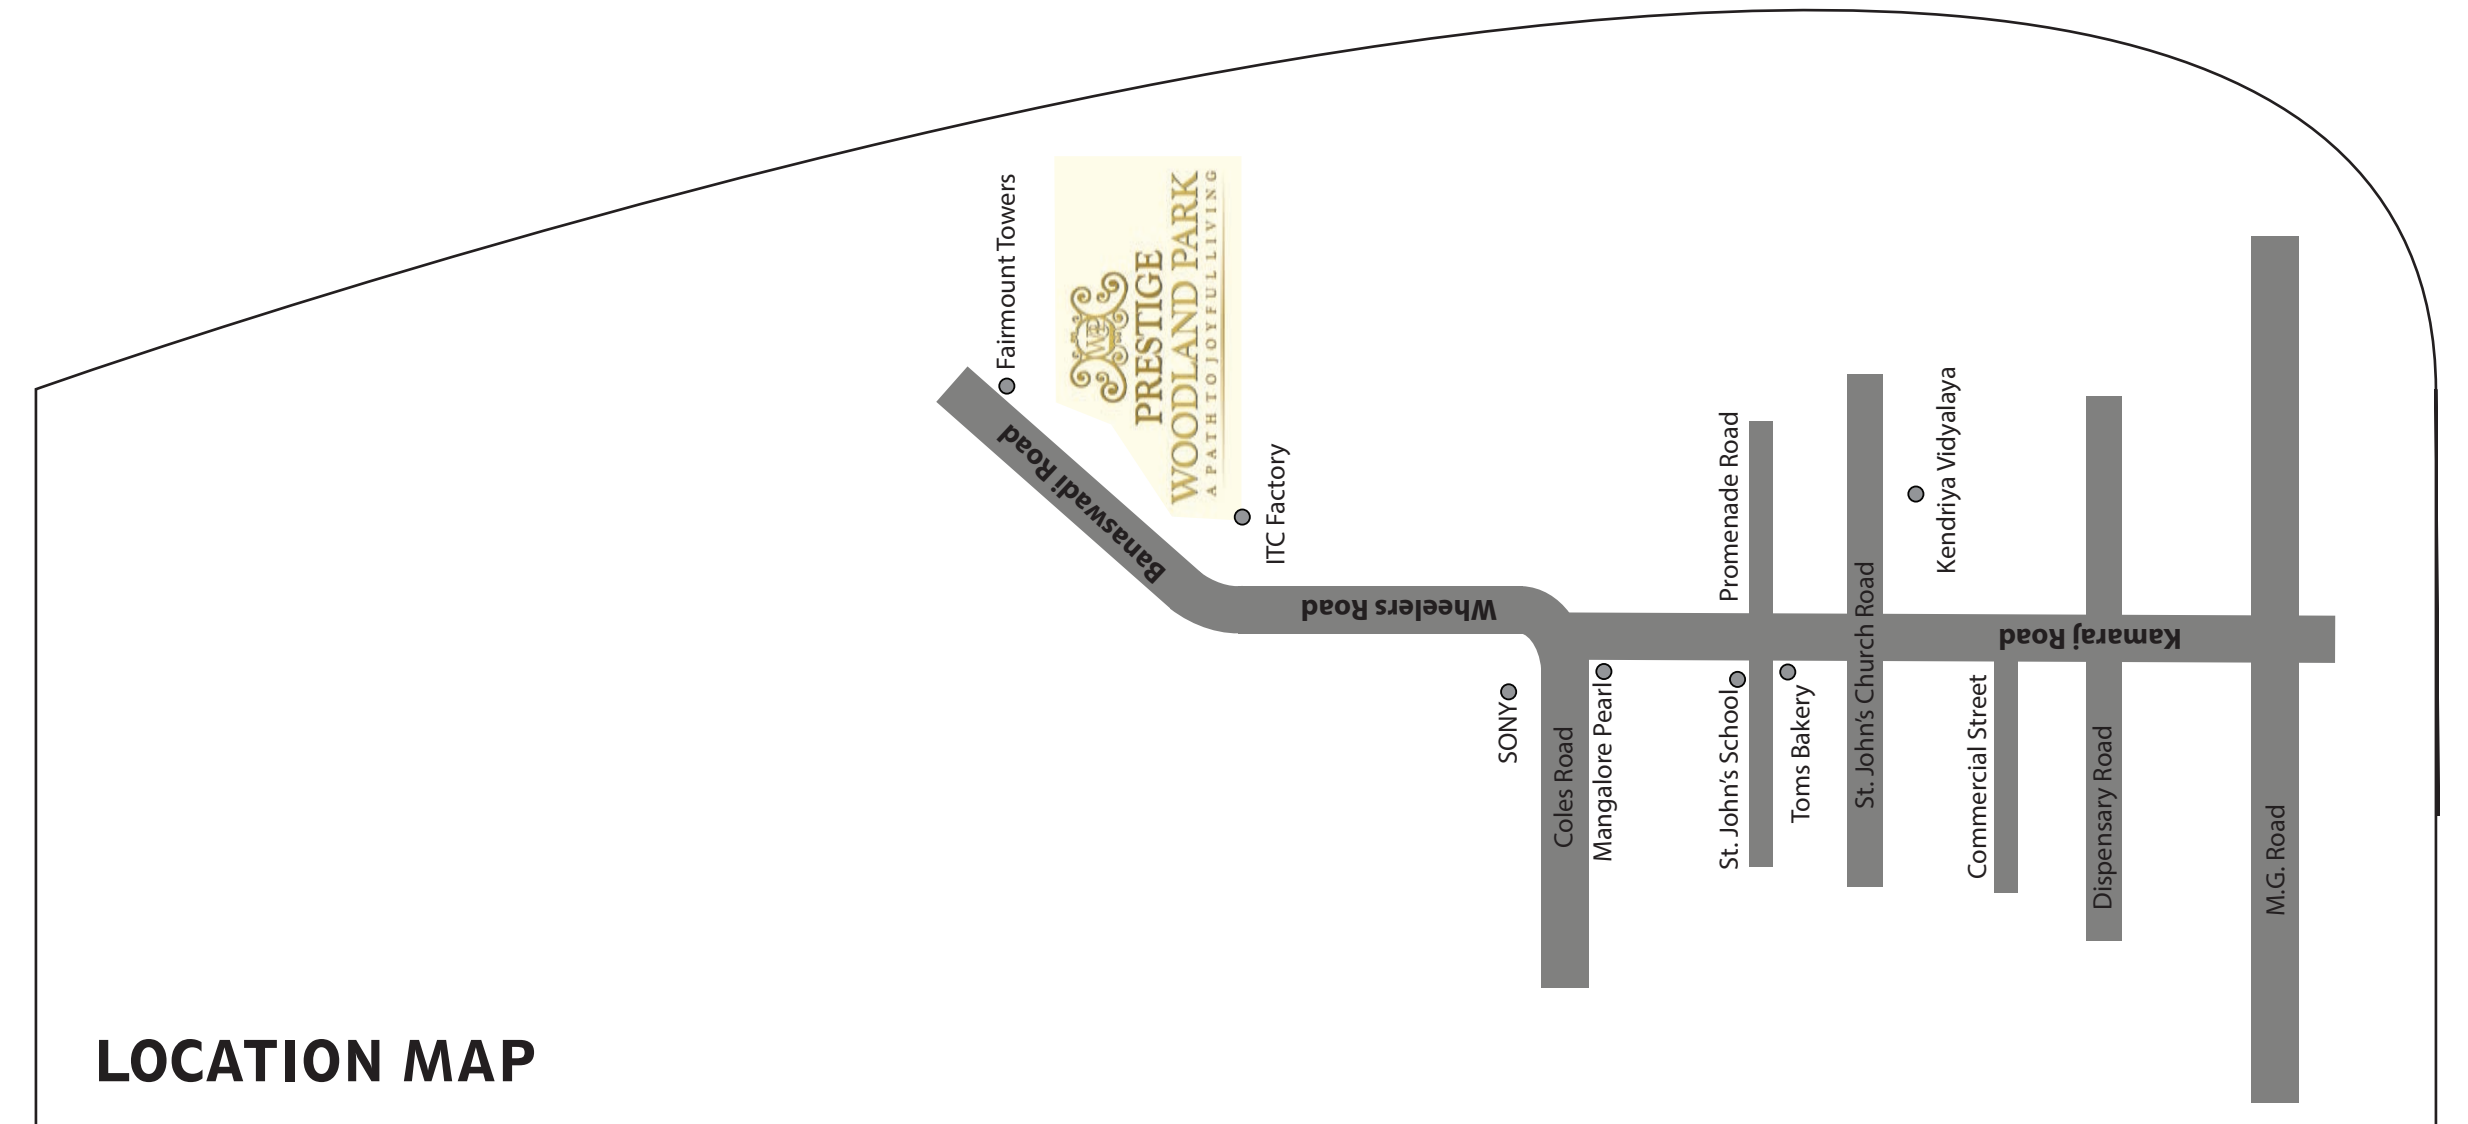 Fairmount Towers
PRESTIGE
WOODLAND PARK
A PATH TO JOYFUL LIVING
ITC Factory
Banaswadi Road
Wheelers Road
Kamaraj Road
SONY
Coles Road
Mangalore Pearl
Promenade Road
St. John's School
Toms Bakery
St. John's Church Road
Kendriya Vidyalaya
Commercial Street
Dispensary Road
M.G. Road
LOCATION MAP